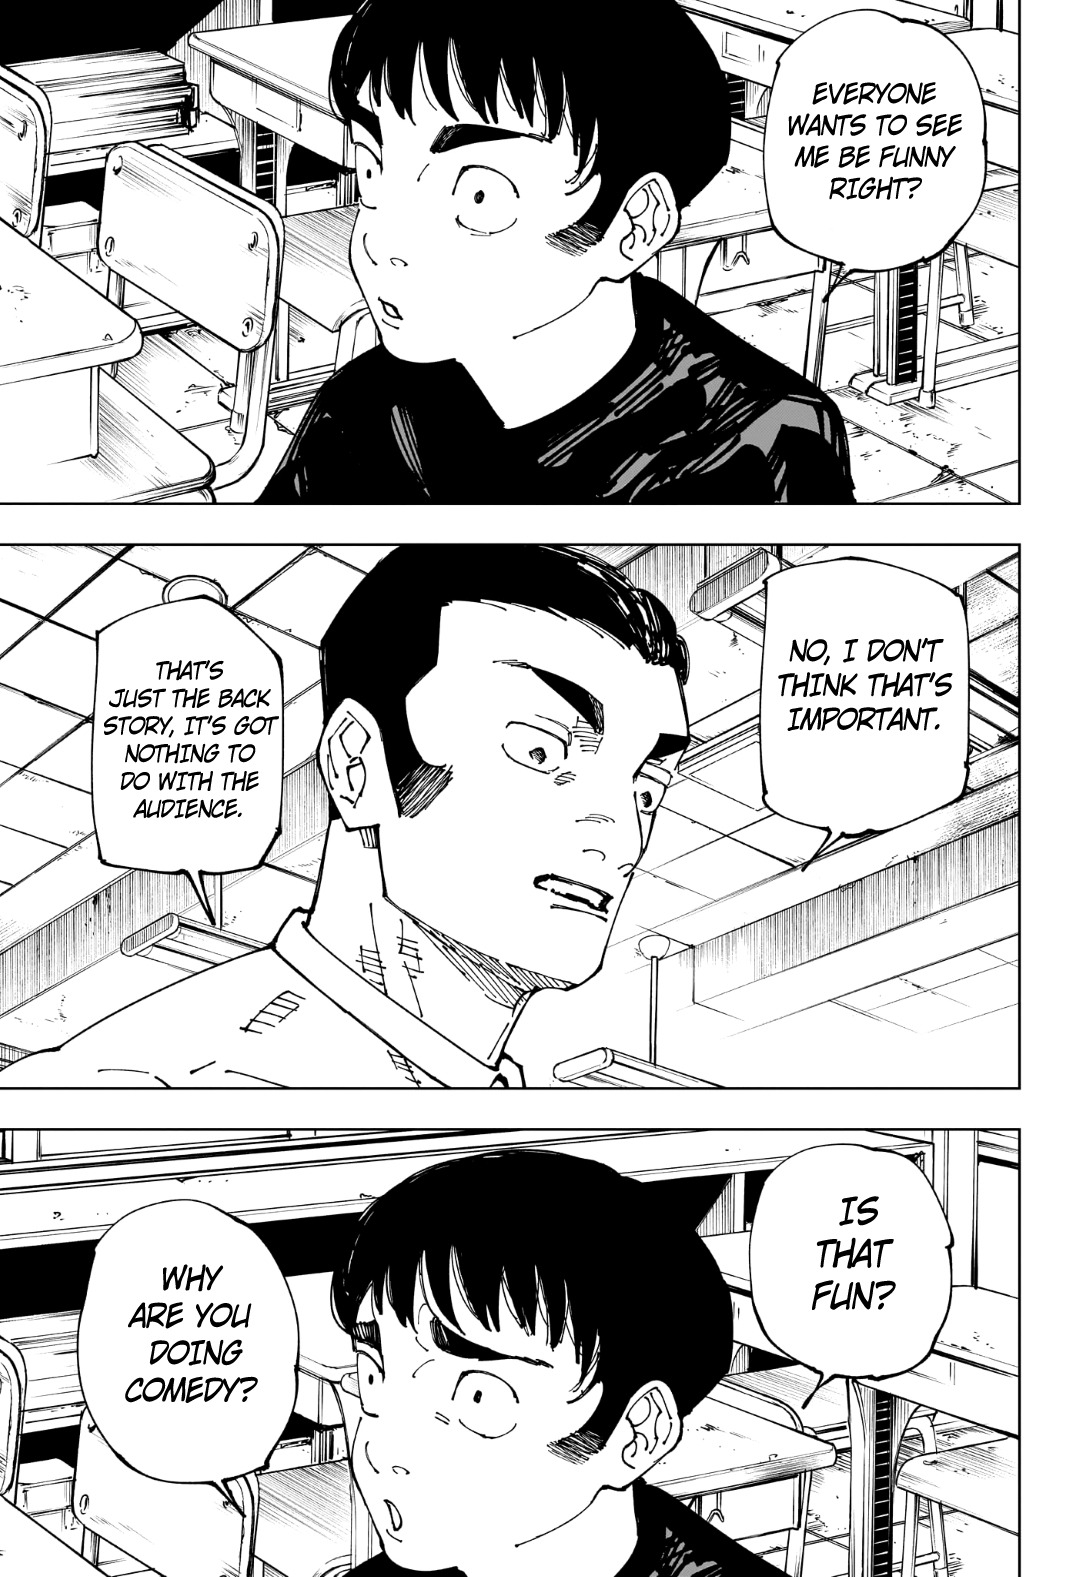 EVERYONE
WANTS TO SEE
ME BE FUNNY
RIGHT?
NO, I DON'T
THINK THAT'S
IMPORTANT.
THAT'S
JUST THE BACK
STORY, IT'S GOT
NOTHING TO
DO WITH THE
AUDIENCE.
IS
THAT
FUN?
WHY
ARE YOU
DOING
COMEDY?